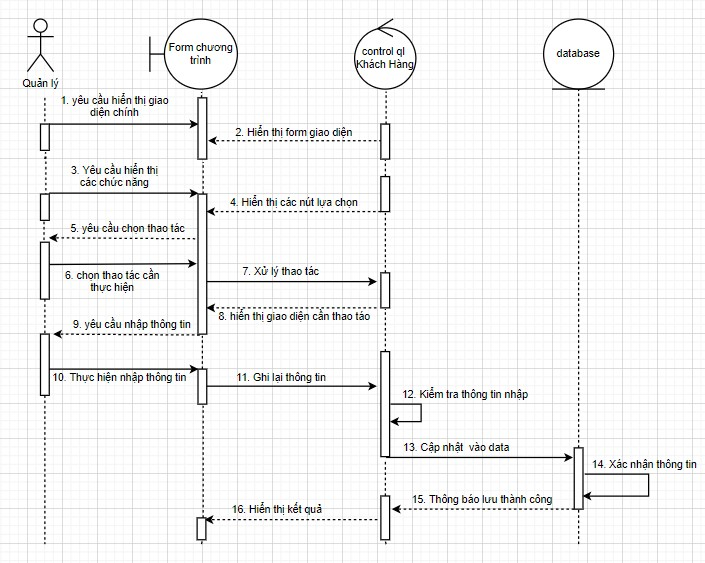 Form chương
trình
control ql
Khách Hàng
database
Quản lý
1. yêu cầu hiển thị giao
diện chính
2. Hiển thị form giao diện
3. Yêu cầu hiển thị
các chức năng
4. Hiển thị các nút lựa chọn
5. yêu cầu chọn thao tác
6. chọn thao tác cần
thực hiện
7. Xử lý thao tác
8. hiển thị giao diện cần thao táo
9. yêu cầu nhập thông tin
10. Thực hiện nhập thông tin
11. Ghi lại thông tin
12. Kiểm tra thông tin nhập
13. Cập nhật vào data
14. Xác nhận thông tin
15. Thông báo lưu thành công
16. Hiển thị kết quả